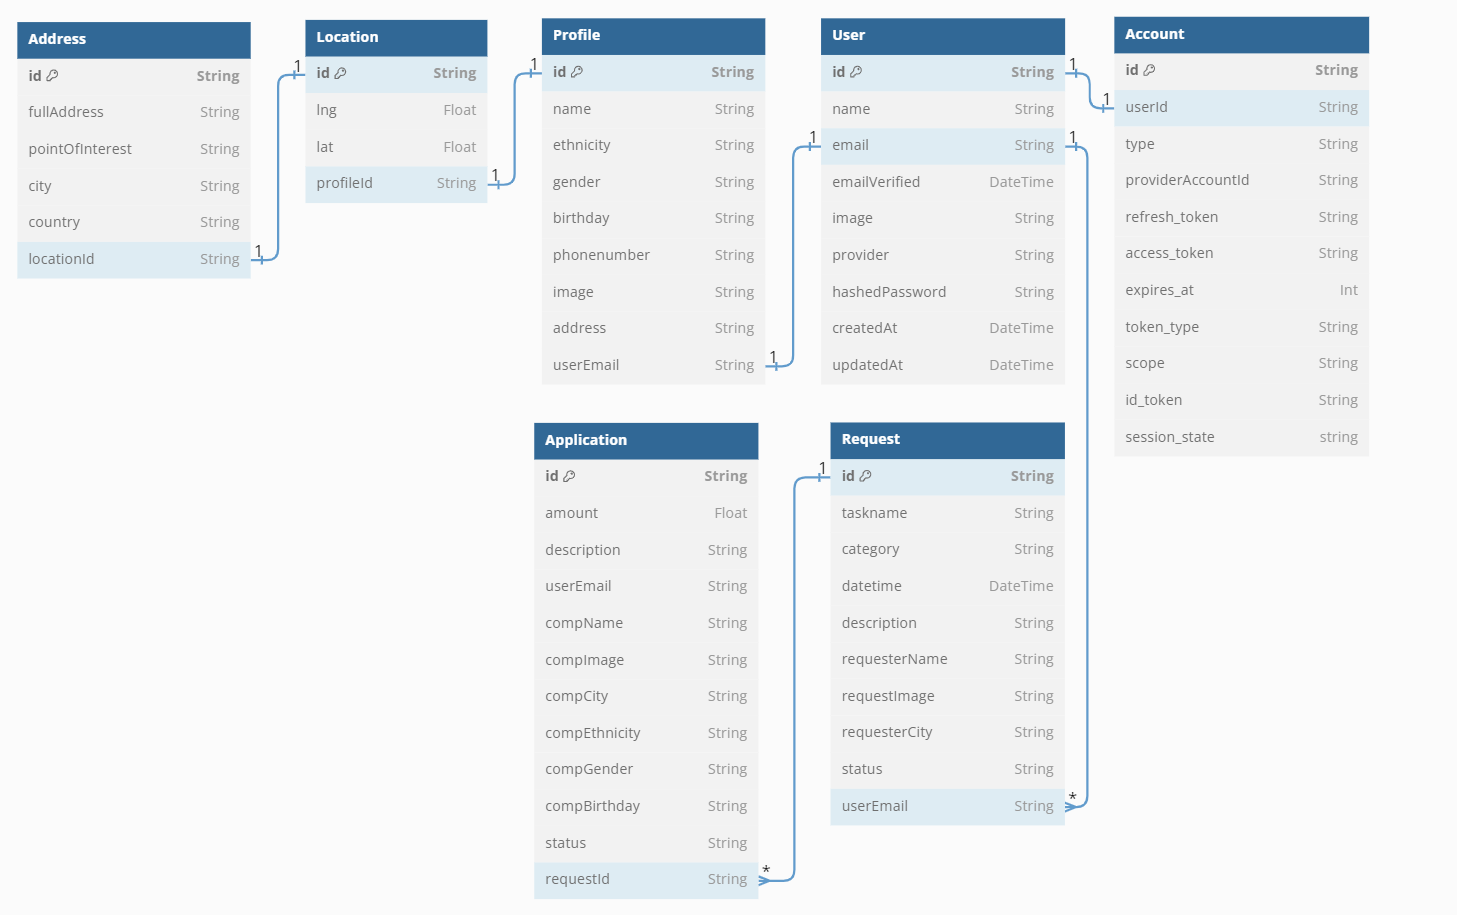 Address
id String
fullAddress String
pointOfInterest String
city String
country String
locationId String
1
1
Location
id String
lng Float
lat Float
profileId String
1
1
Profile
id String
name String
ethnicity String
gender String
birthday String
phonenumber String
image String
address String
userEmail String
1
1
User
id String
name String
email String
emailVerified DateTime
image String
provider String
hashedPassword String
createdAt DateTime
updatedAt DateTime
1
1
1
Account
id String
userId String
type String
providerAccountId String
refresh_token String
access_token String
expires_at Int
token_type String
scope String
id_token String
session_state string
Application
id String
amount Float
description String
userEmail String
compName String
compImage String
compCity String
compEthnicity String
compGender String
compBirthday String
status String
requestId String
*
1
Request
id String
taskname String
category String
datetime DateTime
description String
requesterName String
requestImage String
requesterCity String
status String
userEmail String
*